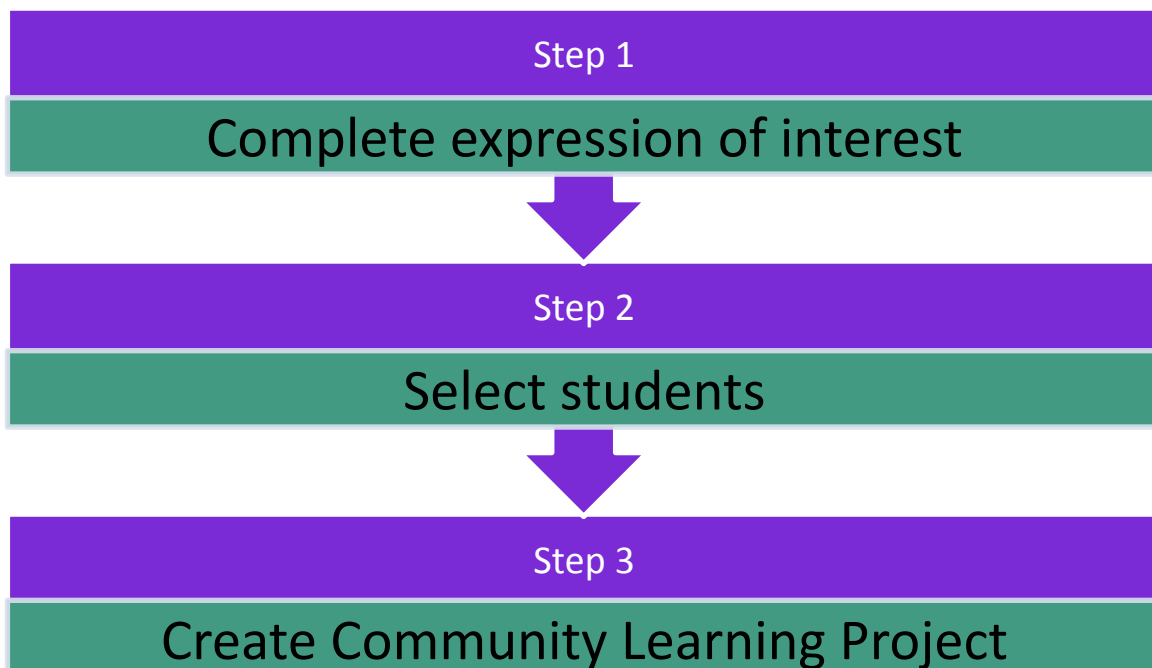 Step 1
Complete expression of interest
Step 2
Select students
Step 3
Create Community Learning Project